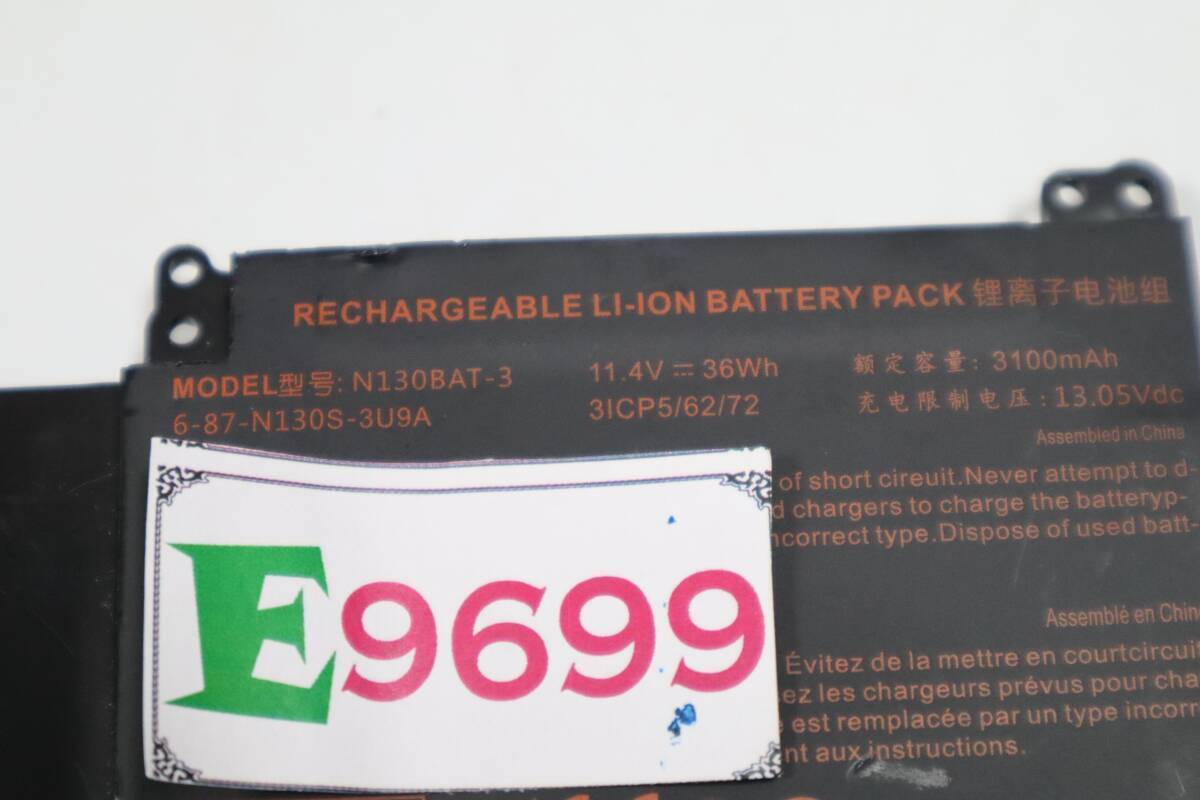 RECHARGEABLE LI-ION BATTERY PACK 锂离子电池组
MODEL型号: N130BAT-3 11.4V ⎓ 36Wh 额定容量: 3100mAh
6-87-N130S-3U9A 3ICP5/62/72 充电限制电压: 13.05Vdc
Assembled in China
of short cireuit.Never attempt to d-
chargers to charge the batteryp-
type.Dispose of used batt-
Assemblé en Chin
Évitez de la mettre en courtcircuit
ez les chargeurs prévus pour cha
est remplacée par un type incorr
nt aux instructions.
E9699